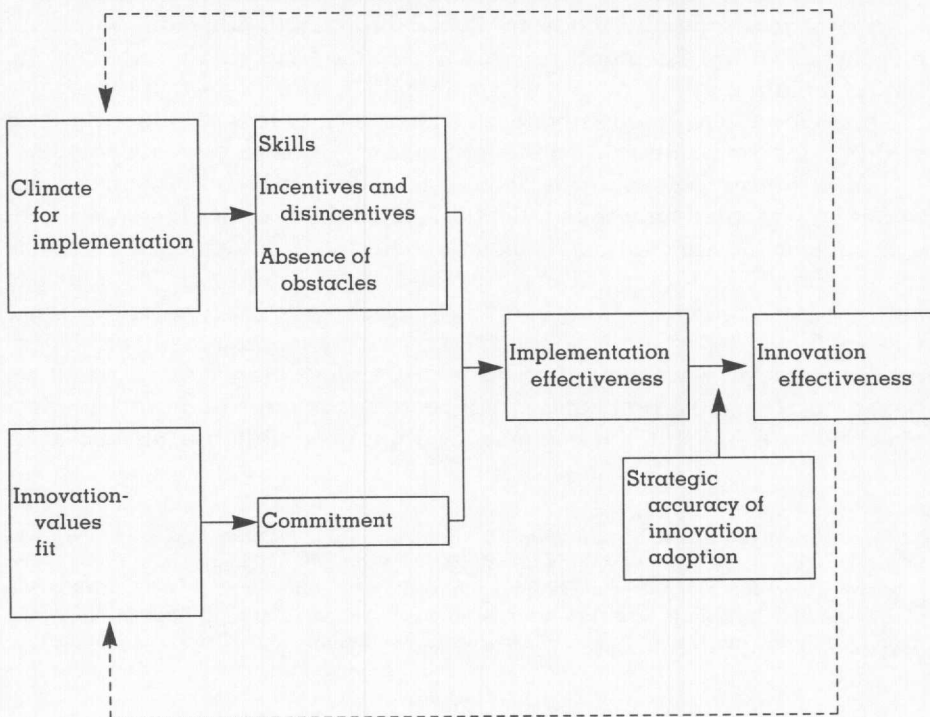 Climate
for
implementation
Skills
Incentives and
disincentives
Absence of
obstacles
Implementation
effectiveness
Innovation
effectiveness
Innovation-
values
fit
Commitment
Strategic
accuracy of
innovation
adoption